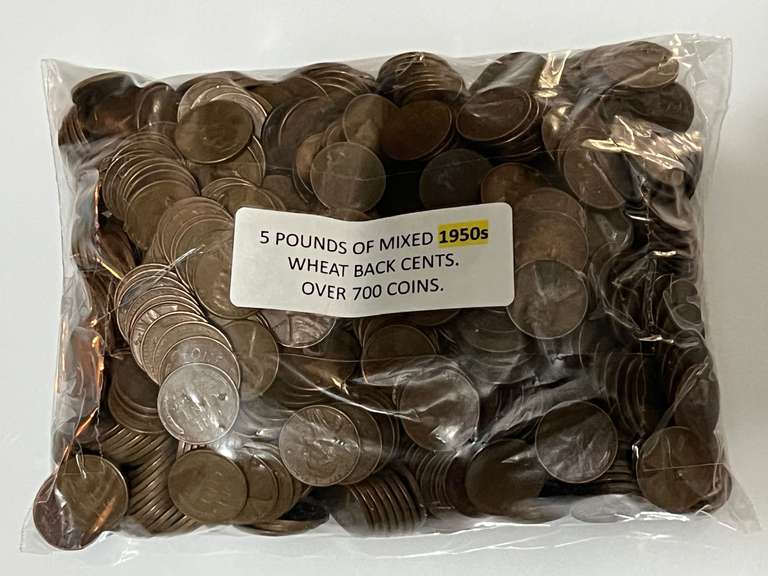 5 POUNDS OF MIXED 1950s
WHEAT BACK CENTS.
OVER 700 COINS.